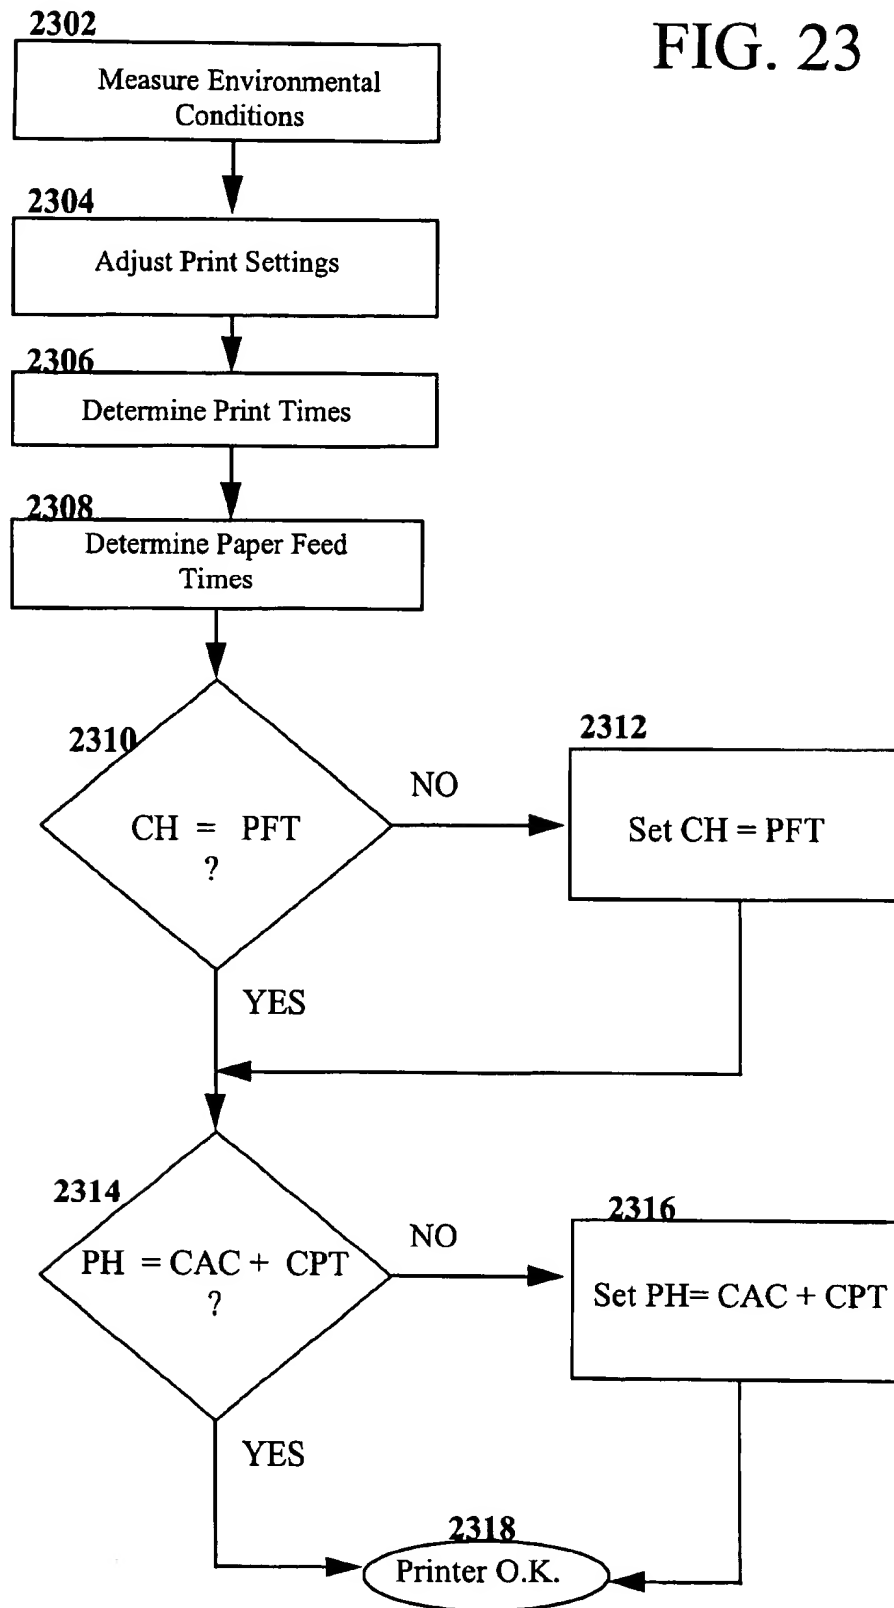 FIG. 23
2302
Measure Environmental
Conditions
2304
Adjust Print Settings
2306
Determine Print Times
2308
Determine Paper Feed
Times
2310
CH = PFT
?
NO
2312
Set CH = PFT
YES
2314
PH = CAC + CPT
?
NO
2316
Set PH= CAC + CPT
YES
2318
Printer O.K.